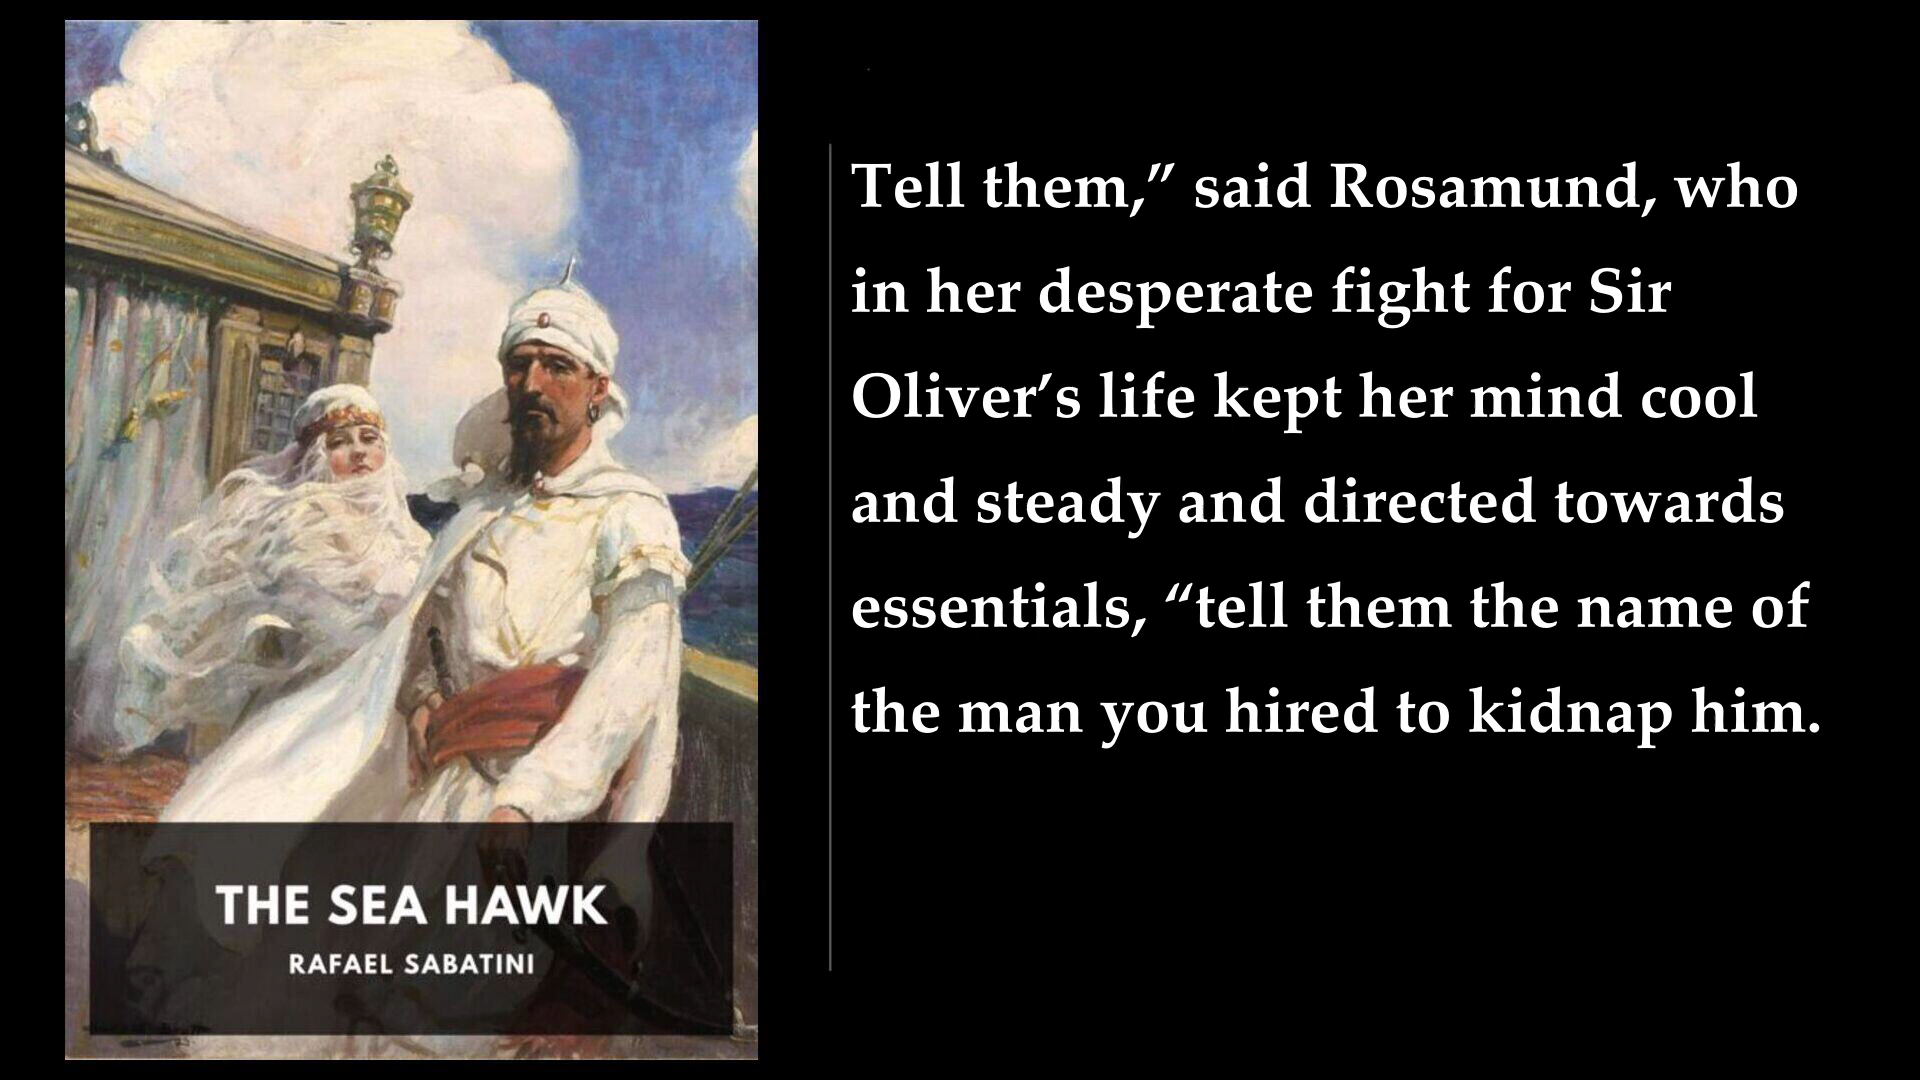 Tell them,” said Rosamund, who
in her desperate fight for Sir
Oliver’s life kept her mind cool
and steady and directed towards
essentials, “tell them the name of
the man you hired to kidnap him.
THE SEA HAWK
RAFAEL SABATINI